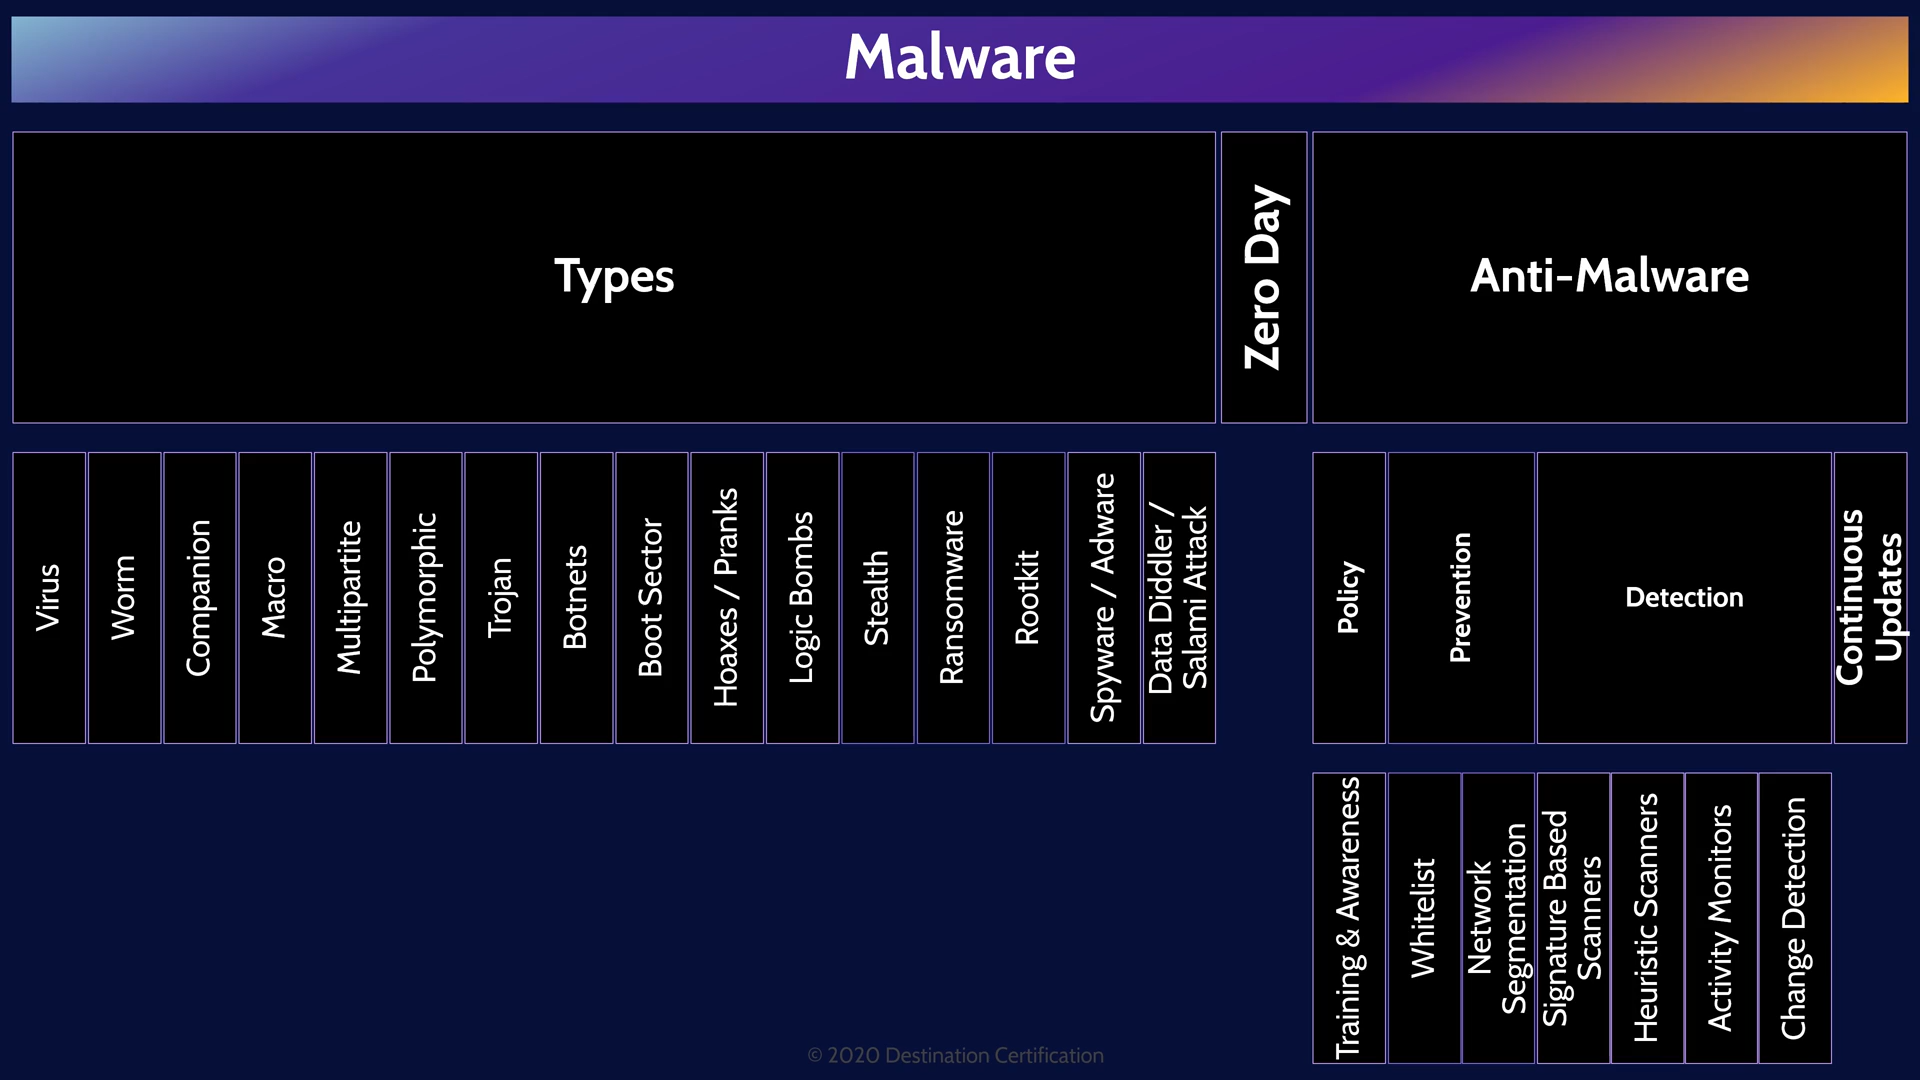 Malware
Types
Zero Day
Anti-Malware
Virus
Worm
Companion
Macro
Multipartite
Polymorphic
Trojan
Botnets
Boot Sector
Hoaxes / Pranks
Logic Bombs
Stealth
Ransomware
Rootkit
Spyware / Adware
Data Diddler /
Salami Attack
Policy
Prevention
Detection
Continuous
Updates
Training & Awareness
Whitelist
Network
Segmentation
Signature Based
Scanners
Heuristic Scanners
Activity Monitors
Change Detection
© 2020 Destination Certification